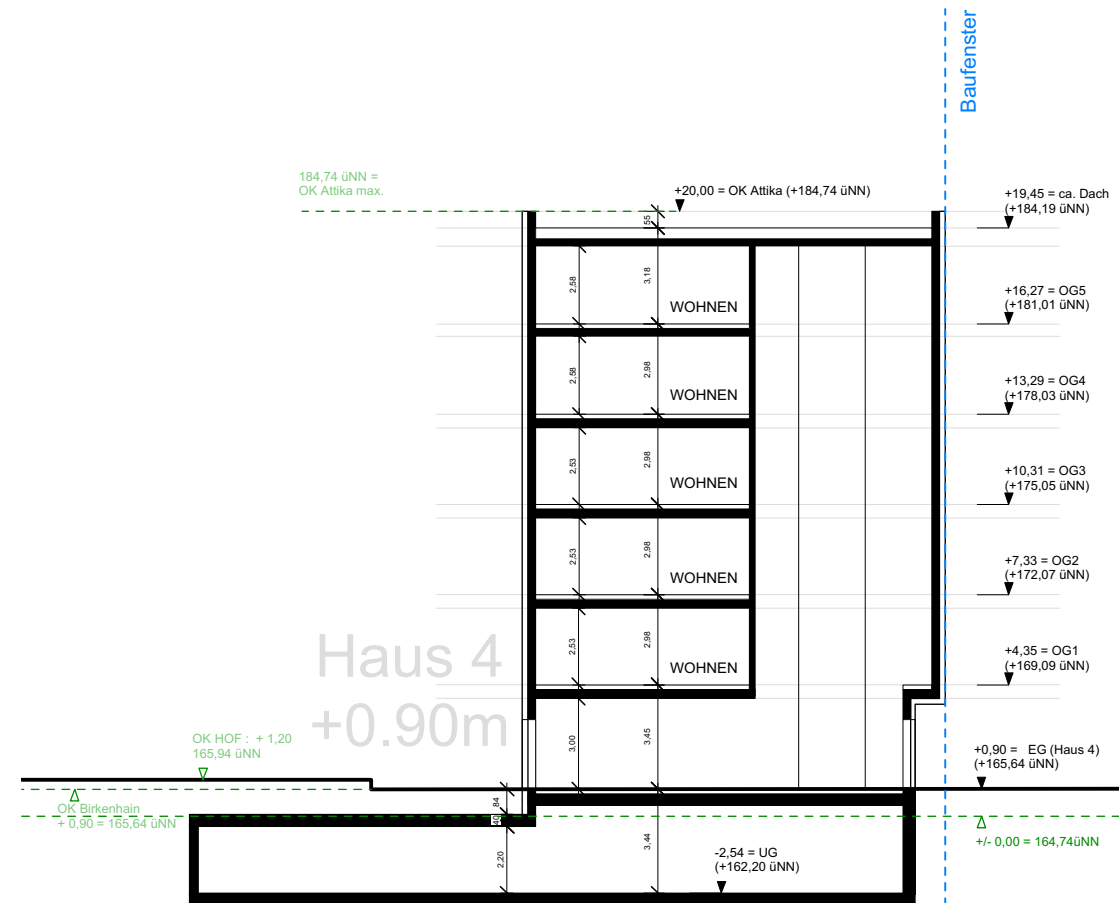 Baufenster
184,74 üNN =
OK Attika max.
+20,00 = OK Attika (+184,74 üNN)
+19,45 = ca. Dach
(+184,19 üNN)
55
2,58
3,18
WOHNEN
+16,27 = OG5
(+181,01 üNN)
2,58
2,98
WOHNEN
+13,29 = OG4
(+178,03 üNN)
2,53
2,98
WOHNEN
+10,31 = OG3
(+175,05 üNN)
2,53
2,98
WOHNEN
+7,33 = OG2
(+172,07 üNN)
2,53
2,98
WOHNEN
+4,35 = OG1
(+169,09 üNN)
Haus 4
+0.90m
3,00
3,45
OK HOF : + 1,20
165,94 üNN
+0,90 = EG (Haus 4)
(+165,64 üNN)
OK Birkenhain
+ 0,90 = 165,64 üNN
84
40
2,20
3,44
+/- 0,00 = 164,74üNN
-2,54 = UG
(+162,20 üNN)